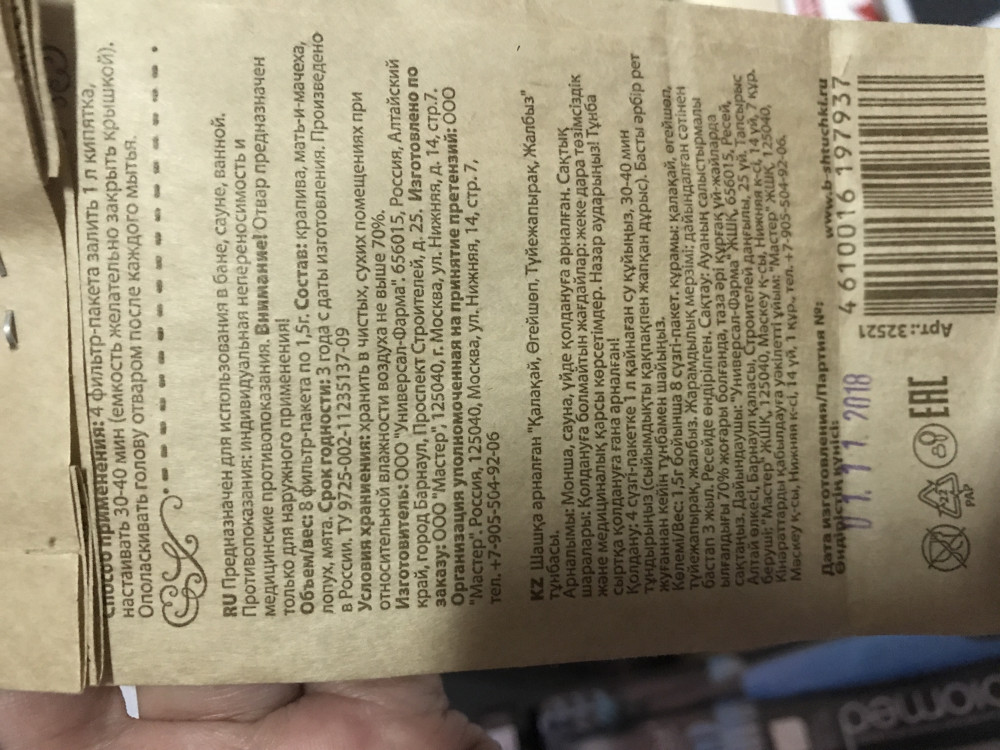 Способ применения: 4 фильтр-пакета залить 1 л кипятка,
настаивать 30-40 мин (емкость желательно закрыть крышкой).
Ополаскивать голову отваром после каждого мытья.
RU Предназначен для использования в бане, сауне, ванной.
Противопоказания: индивидуальная непереносимость и
медицинские противопоказания. Внимание! Отвар предназначен
только для наружного применения!
Объем/вес: 8 фильтр-пакета по 1,5г. Состав: крапива, мать-и-мачеха,
лопух, мята. Срок годности: 3 года с даты изготовления. Произведено
в России. ТУ 9725-002-11235137-09
Условия хранения: хранить в чистых, сухих помещениях при
относительной влажности воздуха не выше 70%.
Изготовитель: ООО "Универсал-Фарма". 656015, Россия, Алтайский
край, город Барнаул, Проспект Строителей, д. 25. Изготовлено по
заказу: ООО "Мастер", 125040, г. Москва, ул. Нижняя, д. 14, стр.7.
Организация уполномоченная на принятие претензий: ООО
"Мастер". Россия, 125040, Москва, ул. Нижняя, 14, стр. 7,
тел. +7-905-504-92-06
KZ Шашқа арналған "Қалақай, Өгейшөп, Түйежапырақ, Жалбыз"
тұнбасы.
Арналымы: Монша, сауна, үйде қолдануға арналған. Сақтық
шаралары: Қолдануға болмайтын жағдайлар: жеке дара төзімсіздік
және медициналық қарсы көрсетімдер. Назар аударыңыз! Тұнба
сыртқа қолдануға ғана арналған!
Қолдану: 4 сүзгі-пакетке 1 л қайнаған су құйыңыз, 30-40 мин
тұндырыңыз (сыйымдықты қақпақпен жапқан дұрыс). Басты әрбір рет
жуғаннан кейін тұнбамен шайыңыз.
Көлемі/Вес: 1,5г бойынша 8 сүзгі-пакет. құрамы: қалақай, өгейшөп,
түйежапырақ, жалбыз. Жарамдылық мерзімі: дайындалған сәтінен
бастап 3 жыл. Ресейде өндірілген. Сақтау: Ауаның салыстырмалы
ылғалдығы 70% жоғары болғанда, таза әрі құрғақ үй-жайларда
сақтаңыз. Дайындаушы: "Универсал-Фарма" ЖШҚ, 656015, Ресей,
Алтай өлкесі, Барнаул қаласы, Строителей даңғылы, 25 үй. Тапсырыс
беруші: "Мастер" ЖШҚ, 125040, Мәскеу қ-сы, Нижняя к-сі, 14 үй, 7 құр.
Кінараттарды қабылдауға уәкілетті ұйым: "Мастер" ЖШҚ, 125040,
Мәскеу қ-сы, Нижняя к-сі, 14 үй, 1 құр., тел. +7-905-504-92-06.
Дата изготовления/Партия №:
www.b-shtuchki.ru
Өндірістік күні:
01.11.2018
22
PAP
EAC
Арт.: 32521
4 610016 197937
biomed